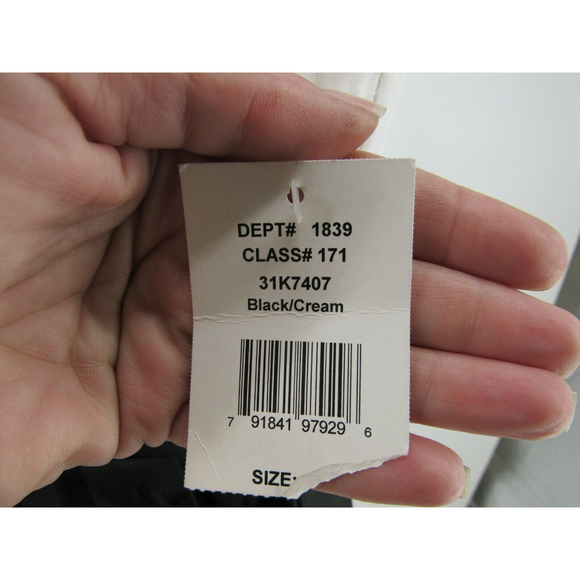 DEPT# 1839
CLASS# 171
31K7407
Black/Cream
7 91841 97929 6
SIZE: